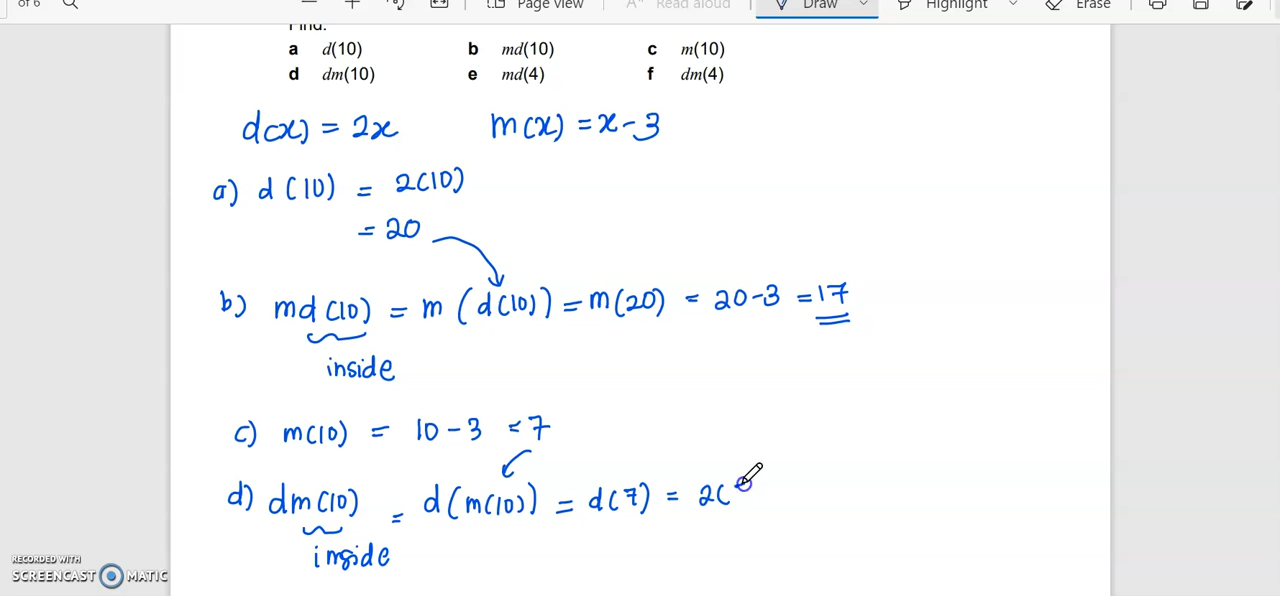 of 6 Page view Read aloud Draw Highlight Erase
Find:
a d(10) b md(10) c m(10)
d dm(10) e md(4) f dm(4)
d(x) = 2x m(x) = x - 3
a) d(10) = 2(10)
= 20
b) md(10) = m(d(10)) = m(20) = 20 - 3 = 17
inside
c) m(10) = 10 - 3 = 7
d) dm(10) = d(m(10)) = d(7) = 2(
inside
RECORDED WITH
SCREENCAST MATIC